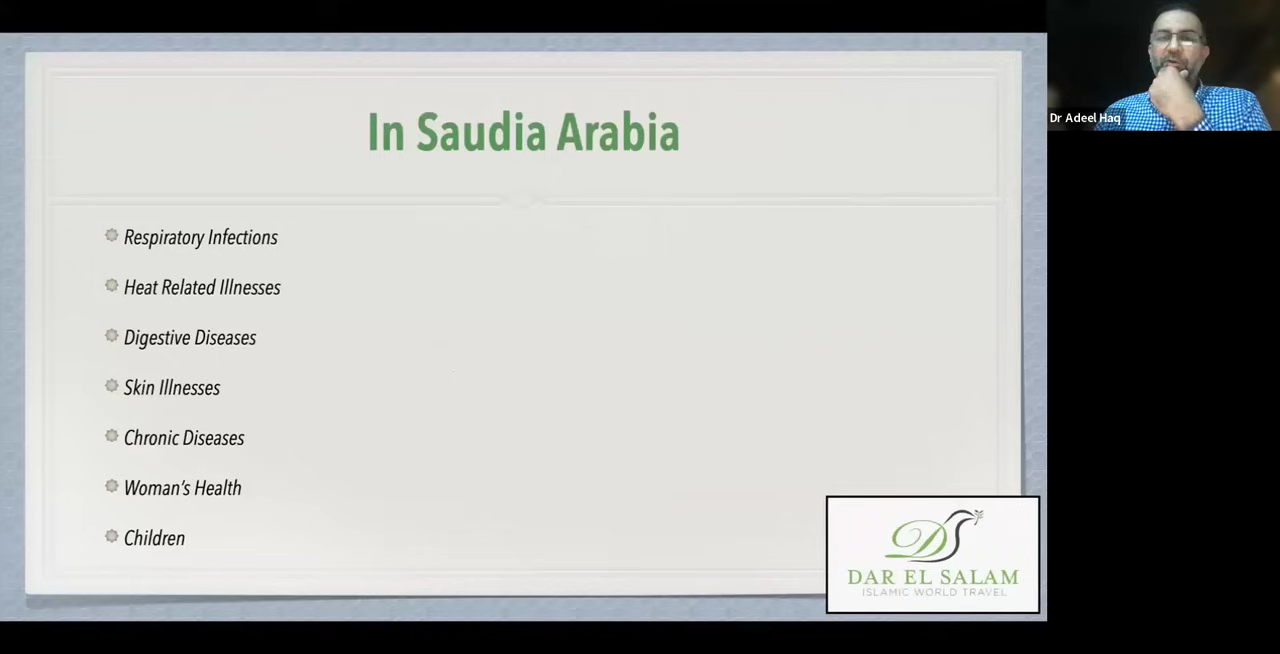 In Saudia Arabia
Respiratory Infections
Heat Related Illnesses
Digestive Diseases
Skin Illnesses
Chronic Diseases
Woman's Health
Children
DS
DAR EL SALAM
ISLAMIC WORLD TRAVEL
Dr Adeel Haq